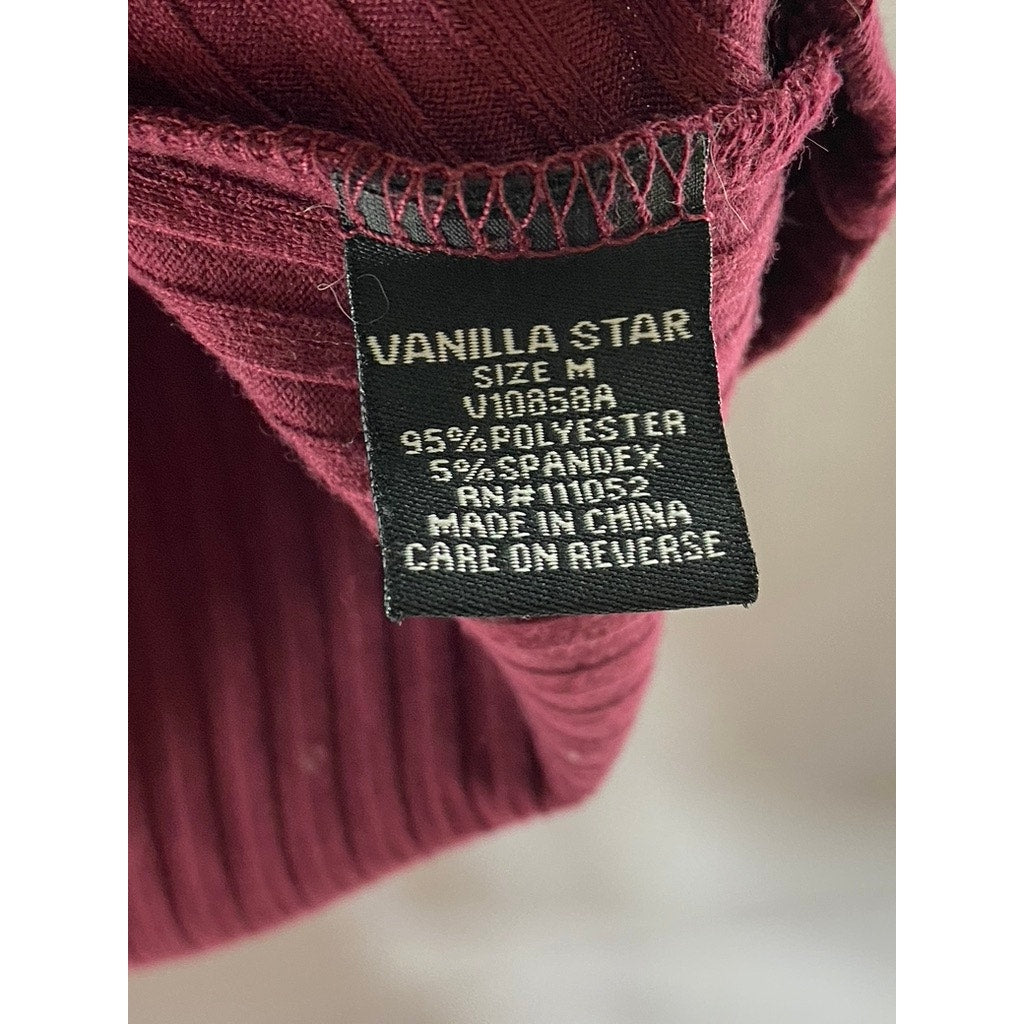 VANILLA STAR
SIZE M
V10858A
95%POLYESTER
5%SPANDEX
RN#111052
MADE IN CHINA
CARE ON REVERSE